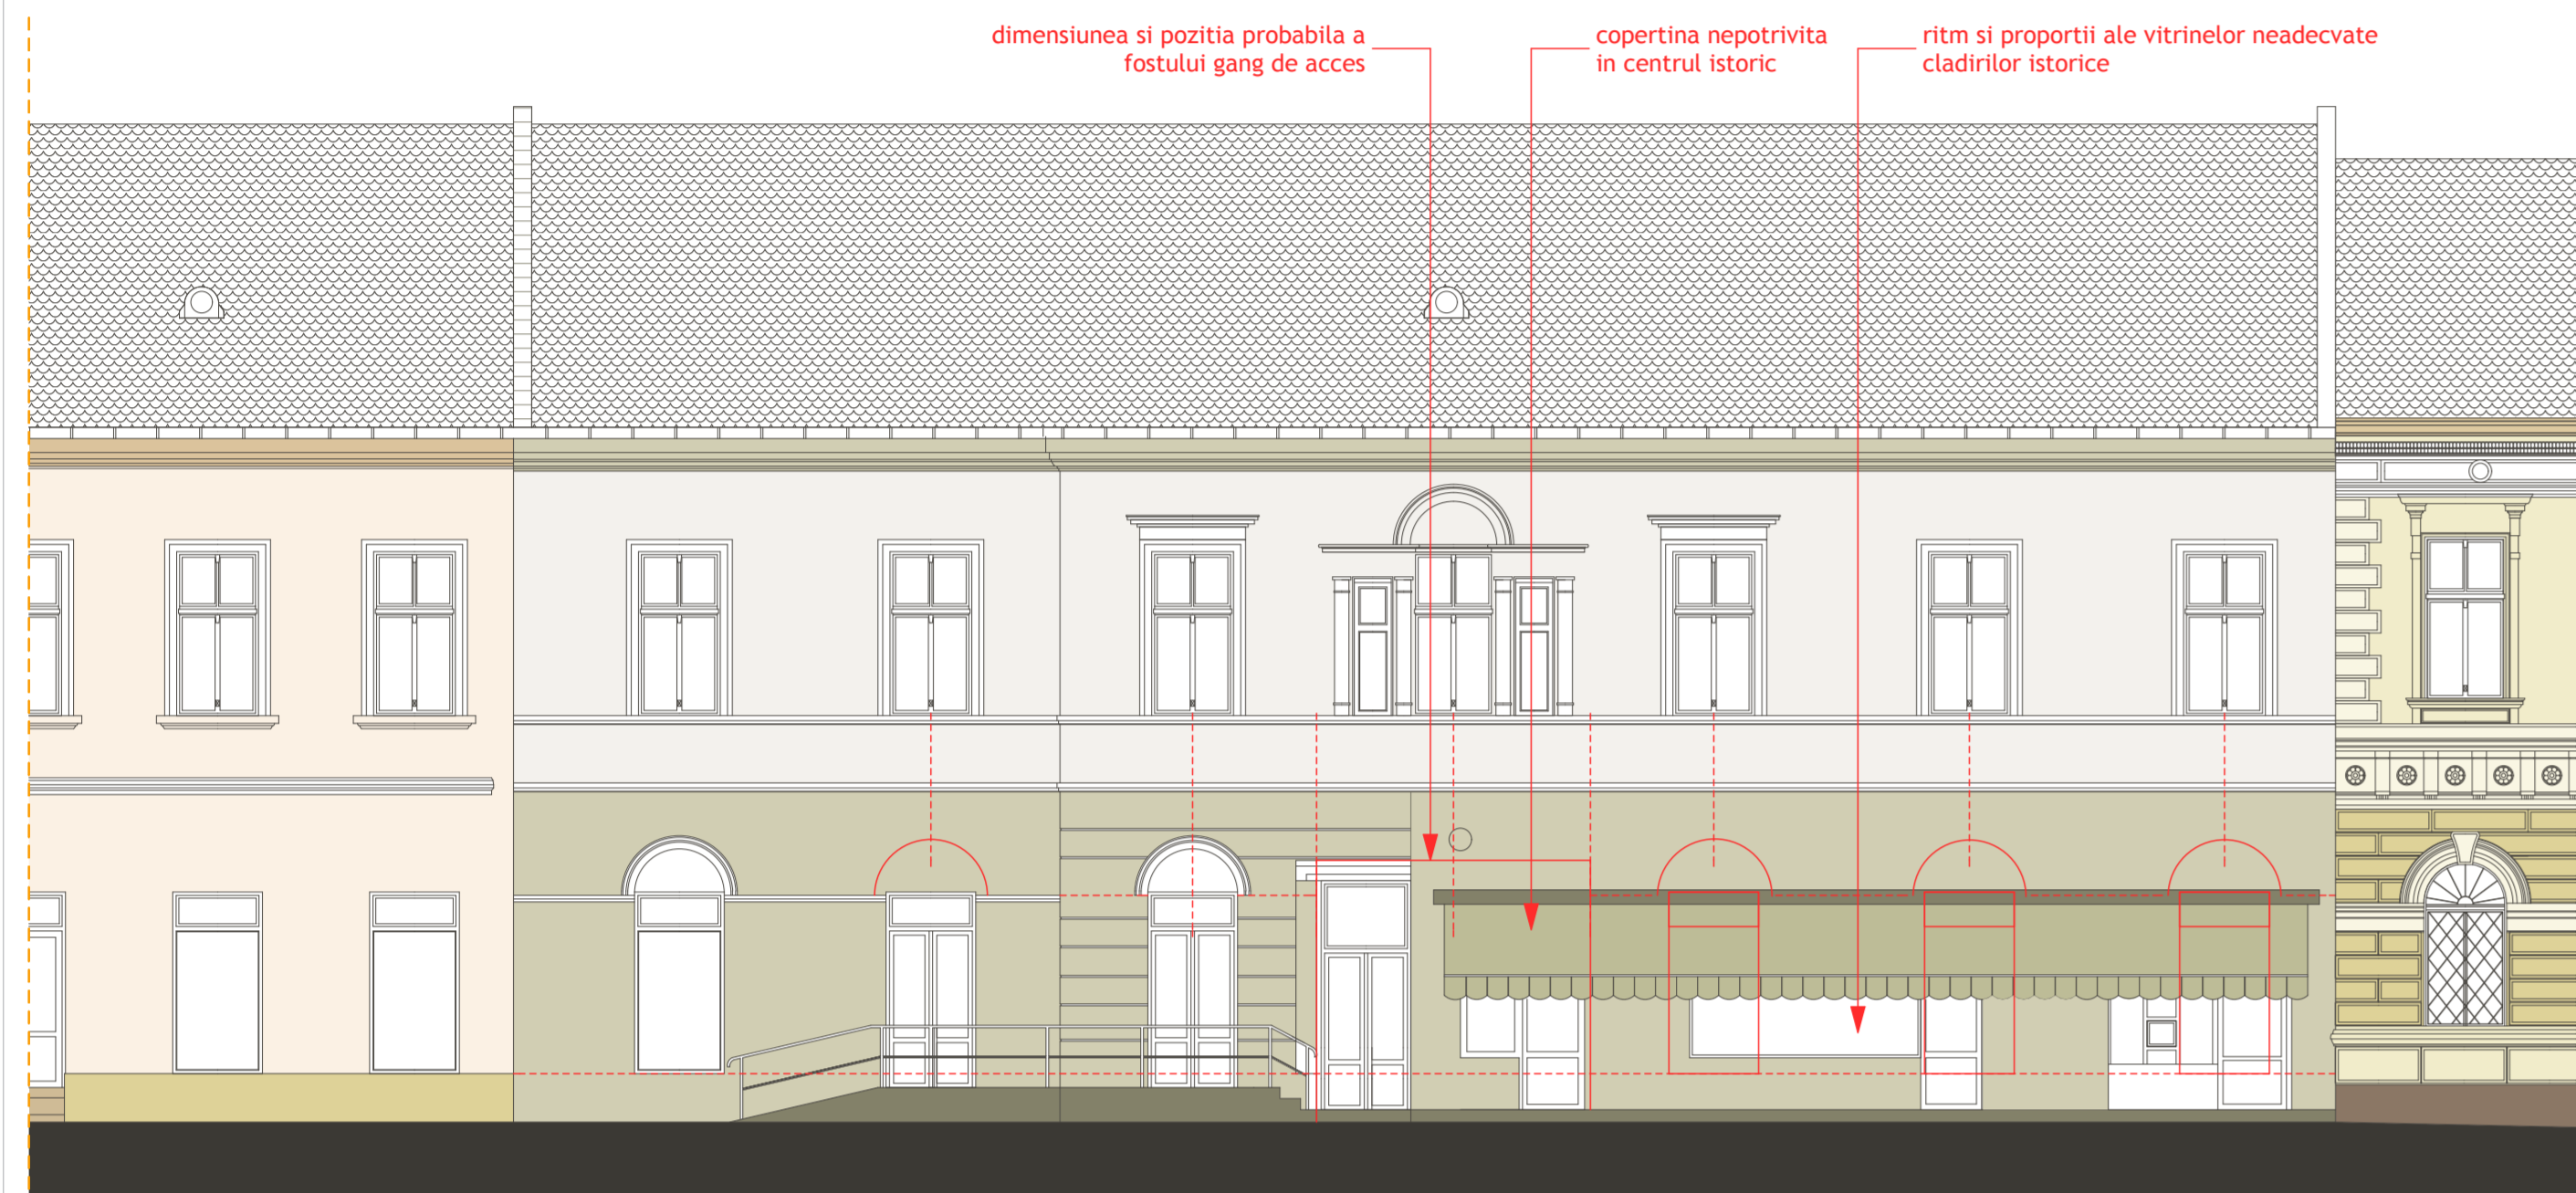 dimensiunea si pozitia probabila a
fostului gang de acces
copertina nepotrivita
in centrul istoric
ritm si proportii ale vitrinelor neadecvate
cladirilor istorice